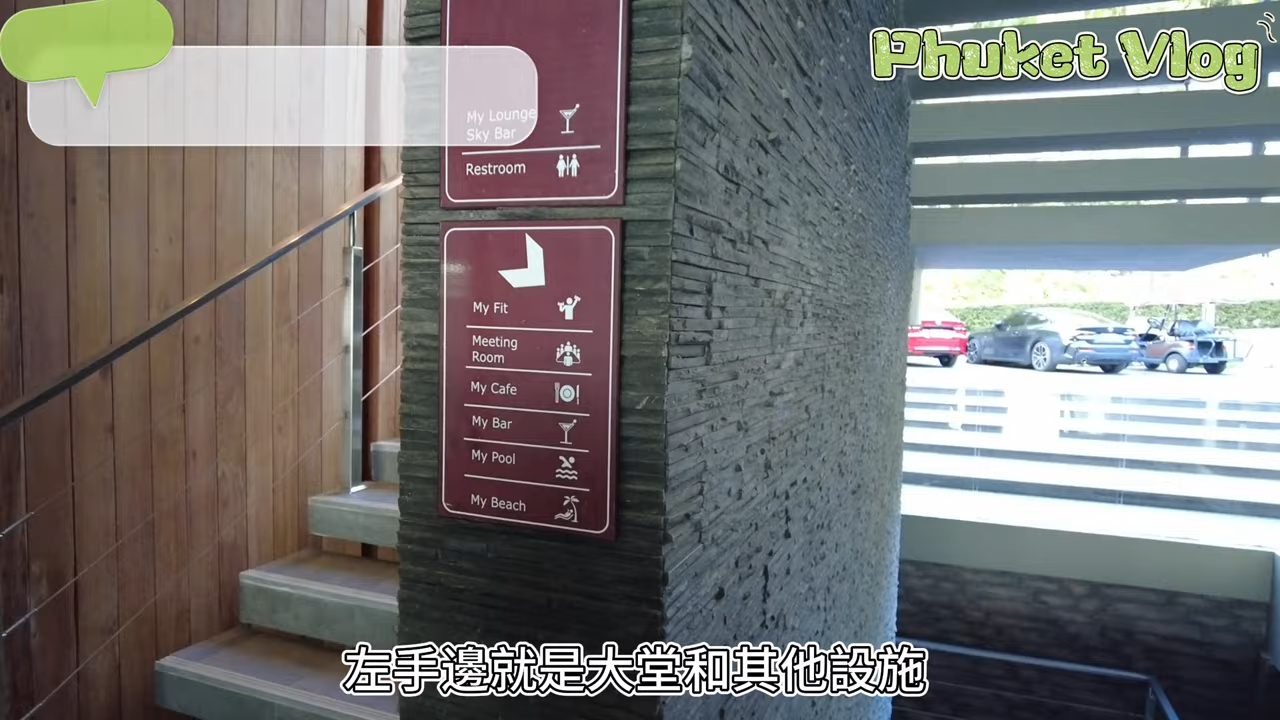 Phuket Vlog
My Lounge
Sky Bar
Restroom
My Fit
Meeting
Room
My Cafe
My Bar
My Pool
My Beach
左手邊就是大堂和其他設施